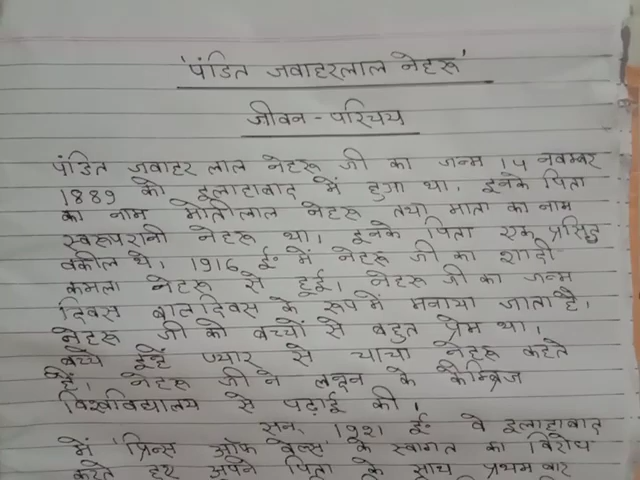 'पंडित जवाहरलाल नेहरू'
जीवन - परिचय
पंडित जवाहर लाल नेहरू जी का जन्म 14 नवम्बर
1889 को इलाहाबाद में हुआ था। इनके पिता
का नाम मोतीलाल नेहरू तथा माता का नाम
स्वरूपरानी नेहरू था। इनके पिता एक प्रसिद्ध
वकील थे। 1916 ई॰ में नेहरू जी का शादी
कमला नेहरू से हुई। नेहरू जी का जन्म
दिवस बालदिवस के रूप में मनाया जाता है।
नेहरू जी को बच्चों से बहुत प्रेम था।
बच्चे इन्हें प्यार से चाचा नेहरू कहते
हैं। नेहरू जी ने लन्दन के कैम्ब्रिज
विश्वविद्यालय से पढ़ाई की।
सन् 1921 ई॰ वे इलाहाबाद
में 'प्रिन्स ऑफ वेल्स' के स्वागत का विरोध
करते हुए अपने पिता के साथ प्रथम बार